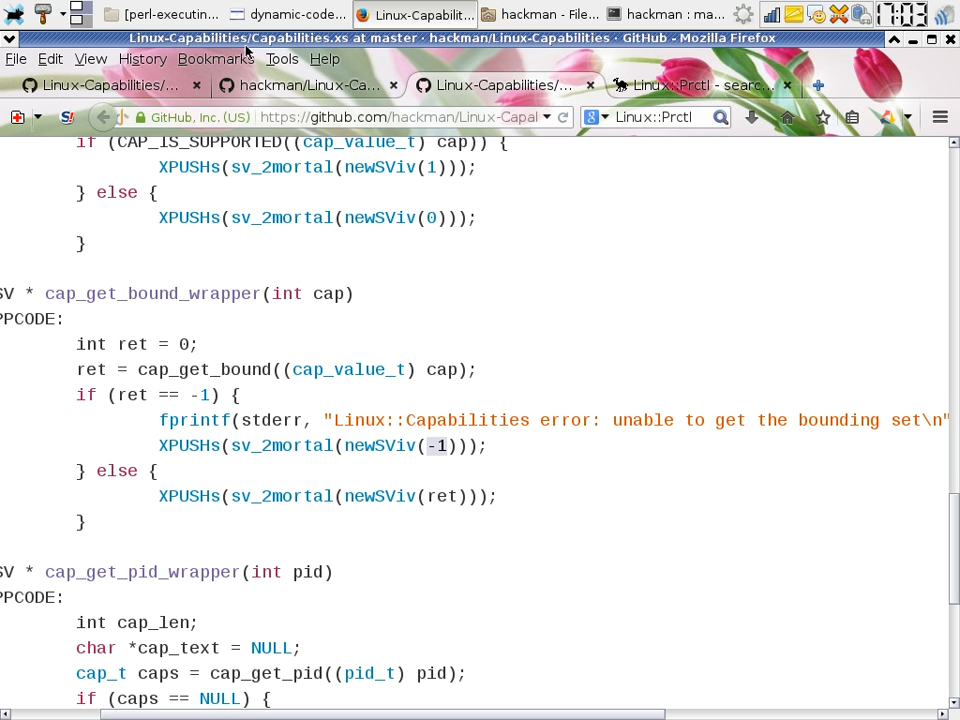 [perl-executin... dynamic-code... Linux-Capabilit... hackman - File... hackman : ma... 17:03
Linux-Capabilities/Capabilities.xs at master · hackman/Linux-Capabilities · GitHub - Mozilla Firefox
File Edit View History Bookmarks Tools Help
Linux-Capabilities/... × hackman/Linux-Ca... × Linux-Capabilities/... × Linux::Prctl - searc... ×
GitHub, Inc. (US) https://github.com/hackman/Linux-Capal Linux::Prctl
if (CAP_IS_SUPPORTED((cap_value_t) cap)) {
XPUSHs(sv_2mortal(newSViv(1)));
} else {
XPUSHs(sv_2mortal(newSViv(0)));
}
SV * cap_get_bound_wrapper(int cap)
PPCODE:
int ret = 0;
ret = cap_get_bound((cap_value_t) cap);
if (ret == -1) {
fprintf(stderr, "Linux::Capabilities error: unable to get the bounding set\n"
XPUSHs(sv_2mortal(newSViv(-1)));
} else {
XPUSHs(sv_2mortal(newSViv(ret)));
}
SV * cap_get_pid_wrapper(int pid)
PPCODE:
int cap_len;
char *cap_text = NULL;
cap_t caps = cap_get_pid((pid_t) pid);
if (caps == NULL) {